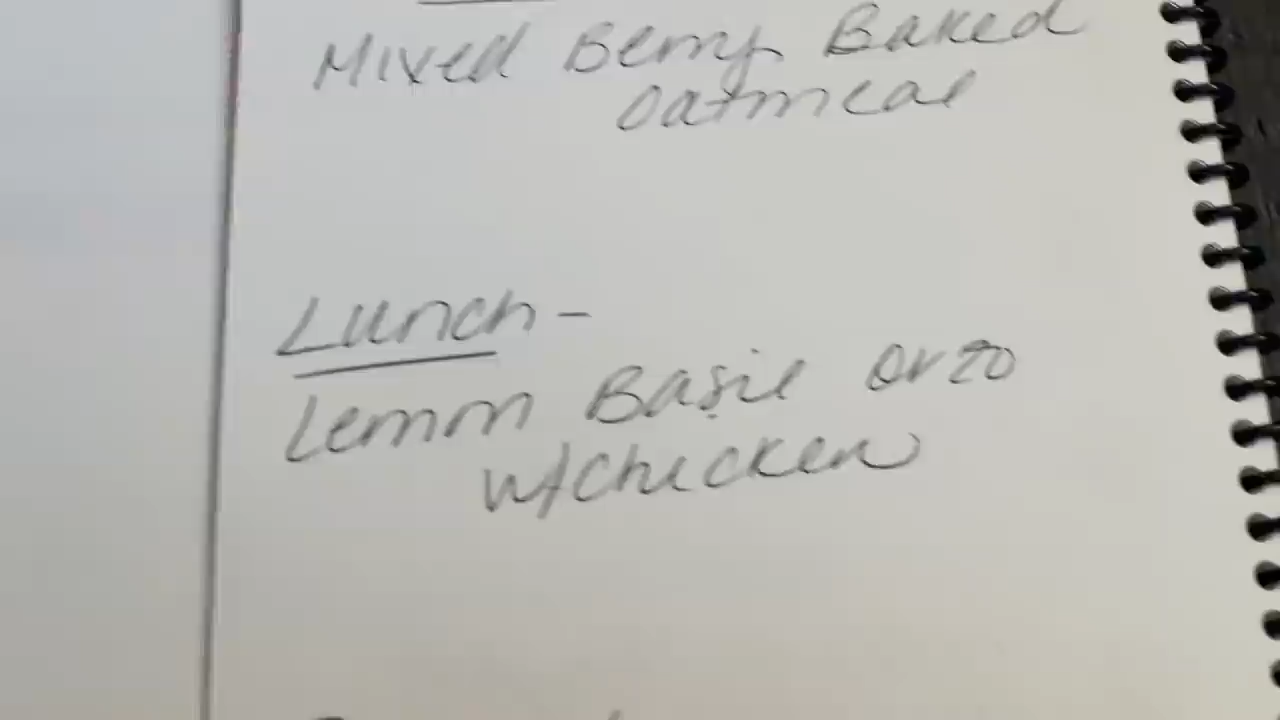 Mixed Berry Baked
Oatmeal
Lunch-
Lemon Basil Orzo
w/Chicken